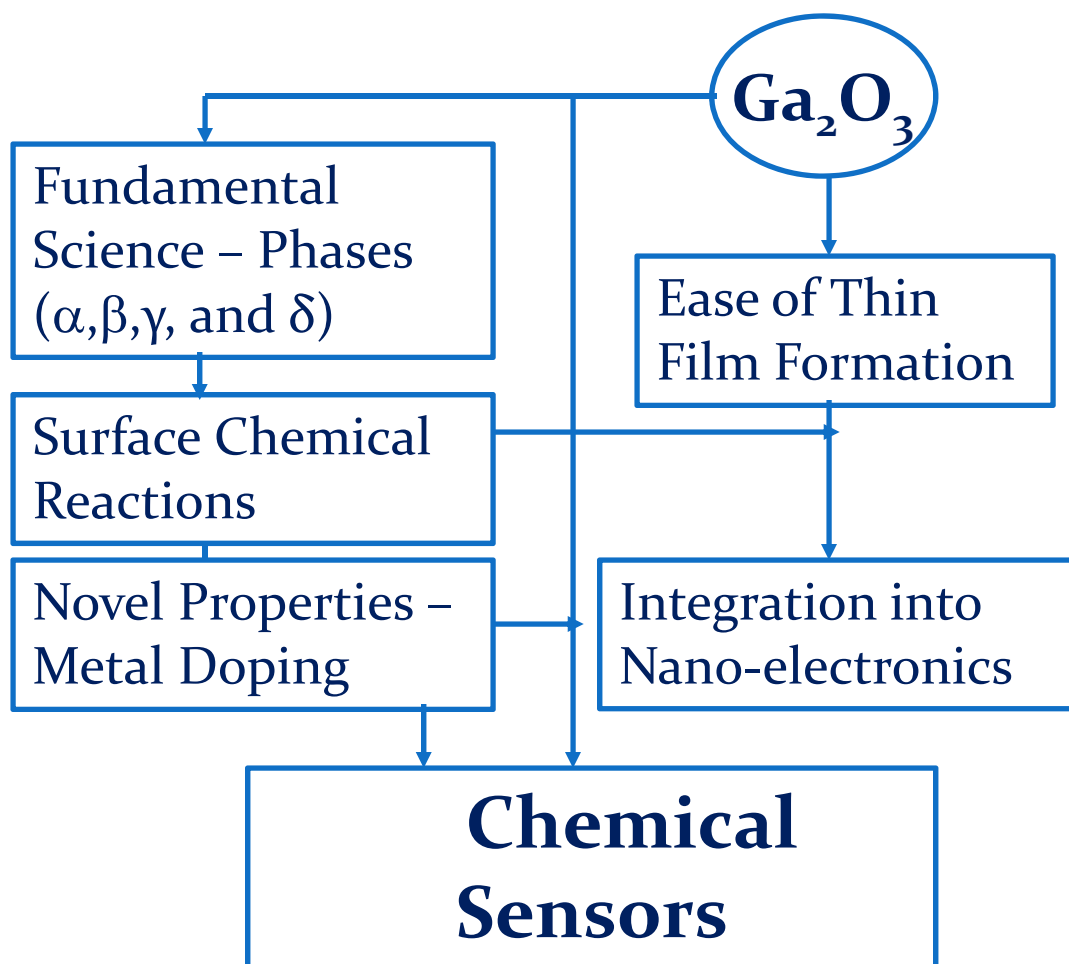 Ga₂O₃
Fundamental
Science – Phases
(α,β,γ, and δ)
Ease of Thin
Film Formation
Surface Chemical
Reactions
Novel Properties –
Metal Doping
Integration into
Nano-electronics
Chemical
Sensors